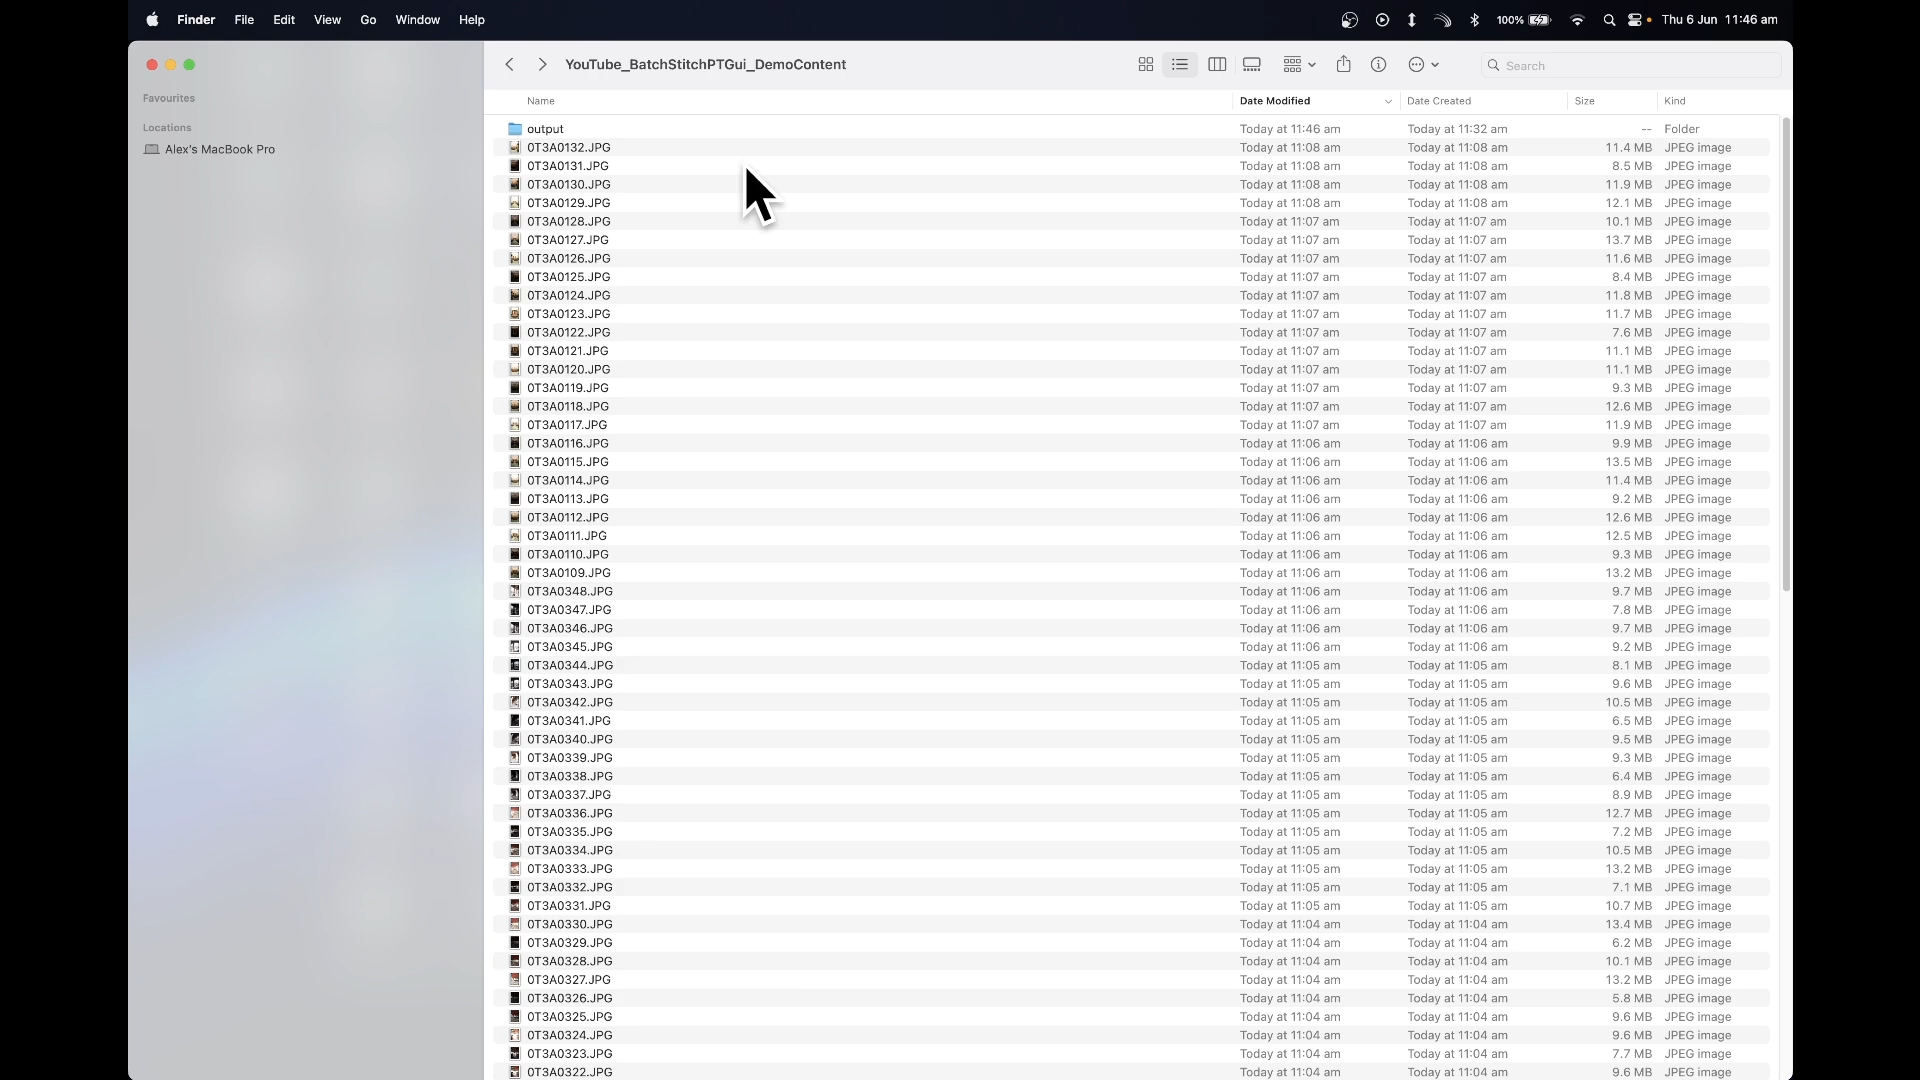 Finder File Edit View Go Window Help 100% Thu 6 Jun 11:46 am
YouTube_BatchStitchPTGui_DemoContent Search
Favourites
Locations
Alex's MacBook Pro
Name Date Modified Date Created Size Kind
output Today at 11:46 am Today at 11:32 am -- Folder
0T3A0132.JPG Today at 11:08 am Today at 11:08 am 11.4 MB JPEG image
0T3A0131.JPG Today at 11:08 am Today at 11:08 am 8.5 MB JPEG image
0T3A0130.JPG Today at 11:08 am Today at 11:08 am 11.9 MB JPEG image
0T3A0129.JPG Today at 11:08 am Today at 11:08 am 12.1 MB JPEG image
0T3A0128.JPG Today at 11:07 am Today at 11:07 am 10.1 MB JPEG image
0T3A0127.JPG Today at 11:07 am Today at 11:07 am 13.7 MB JPEG image
0T3A0126.JPG Today at 11:07 am Today at 11:07 am 11.6 MB JPEG image
0T3A0125.JPG Today at 11:07 am Today at 11:07 am 8.4 MB JPEG image
0T3A0124.JPG Today at 11:07 am Today at 11:07 am 11.8 MB JPEG image
0T3A0123.JPG Today at 11:07 am Today at 11:07 am 11.7 MB JPEG image
0T3A0122.JPG Today at 11:07 am Today at 11:07 am 7.6 MB JPEG image
0T3A0121.JPG Today at 11:07 am Today at 11:07 am 11.1 MB JPEG image
0T3A0120.JPG Today at 11:07 am Today at 11:07 am 11.1 MB JPEG image
0T3A0119.JPG Today at 11:07 am Today at 11:07 am 9.3 MB JPEG image
0T3A0118.JPG Today at 11:07 am Today at 11:07 am 12.6 MB JPEG image
0T3A0117.JPG Today at 11:07 am Today at 11:07 am 11.9 MB JPEG image
0T3A0116.JPG Today at 11:06 am Today at 11:06 am 9.9 MB JPEG image
0T3A0115.JPG Today at 11:06 am Today at 11:06 am 13.5 MB JPEG image
0T3A0114.JPG Today at 11:06 am Today at 11:06 am 11.4 MB JPEG image
0T3A0113.JPG Today at 11:06 am Today at 11:06 am 9.2 MB JPEG image
0T3A0112.JPG Today at 11:06 am Today at 11:06 am 12.6 MB JPEG image
0T3A0111.JPG Today at 11:06 am Today at 11:06 am 12.5 MB JPEG image
0T3A0110.JPG Today at 11:06 am Today at 11:06 am 9.3 MB JPEG image
0T3A0109.JPG Today at 11:06 am Today at 11:06 am 13.2 MB JPEG image
0T3A0348.JPG Today at 11:06 am Today at 11:06 am 9.7 MB JPEG image
0T3A0347.JPG Today at 11:06 am Today at 11:06 am 7.8 MB JPEG image
0T3A0346.JPG Today at 11:06 am Today at 11:06 am 9.7 MB JPEG image
0T3A0345.JPG Today at 11:06 am Today at 11:06 am 9.2 MB JPEG image
0T3A0344.JPG Today at 11:05 am Today at 11:05 am 8.1 MB JPEG image
0T3A0343.JPG Today at 11:05 am Today at 11:05 am 9.6 MB JPEG image
0T3A0342.JPG Today at 11:05 am Today at 11:05 am 10.5 MB JPEG image
0T3A0341.JPG Today at 11:05 am Today at 11:05 am 6.5 MB JPEG image
0T3A0340.JPG Today at 11:05 am Today at 11:05 am 9.5 MB JPEG image
0T3A0339.JPG Today at 11:05 am Today at 11:05 am 9.3 MB JPEG image
0T3A0338.JPG Today at 11:05 am Today at 11:05 am 6.4 MB JPEG image
0T3A0337.JPG Today at 11:05 am Today at 11:05 am 8.9 MB JPEG image
0T3A0336.JPG Today at 11:05 am Today at 11:05 am 12.7 MB JPEG image
0T3A0335.JPG Today at 11:05 am Today at 11:05 am 7.2 MB JPEG image
0T3A0334.JPG Today at 11:05 am Today at 11:05 am 10.5 MB JPEG image
0T3A0333.JPG Today at 11:05 am Today at 11:05 am 13.2 MB JPEG image
0T3A0332.JPG Today at 11:05 am Today at 11:05 am 7.1 MB JPEG image
0T3A0331.JPG Today at 11:05 am Today at 11:05 am 10.7 MB JPEG image
0T3A0330.JPG Today at 11:04 am Today at 11:04 am 13.4 MB JPEG image
0T3A0329.JPG Today at 11:04 am Today at 11:04 am 6.2 MB JPEG image
0T3A0328.JPG Today at 11:04 am Today at 11:04 am 10.1 MB JPEG image
0T3A0327.JPG Today at 11:04 am Today at 11:04 am 13.2 MB JPEG image
0T3A0326.JPG Today at 11:04 am Today at 11:04 am 5.8 MB JPEG image
0T3A0325.JPG Today at 11:04 am Today at 11:04 am 9.6 MB JPEG image
0T3A0324.JPG Today at 11:04 am Today at 11:04 am 9.6 MB JPEG image
0T3A0323.JPG Today at 11:04 am Today at 11:04 am 7.7 MB JPEG image
0T3A0322.JPG Today at 11:04 am Today at 11:04 am 9.6 MB JPEG image